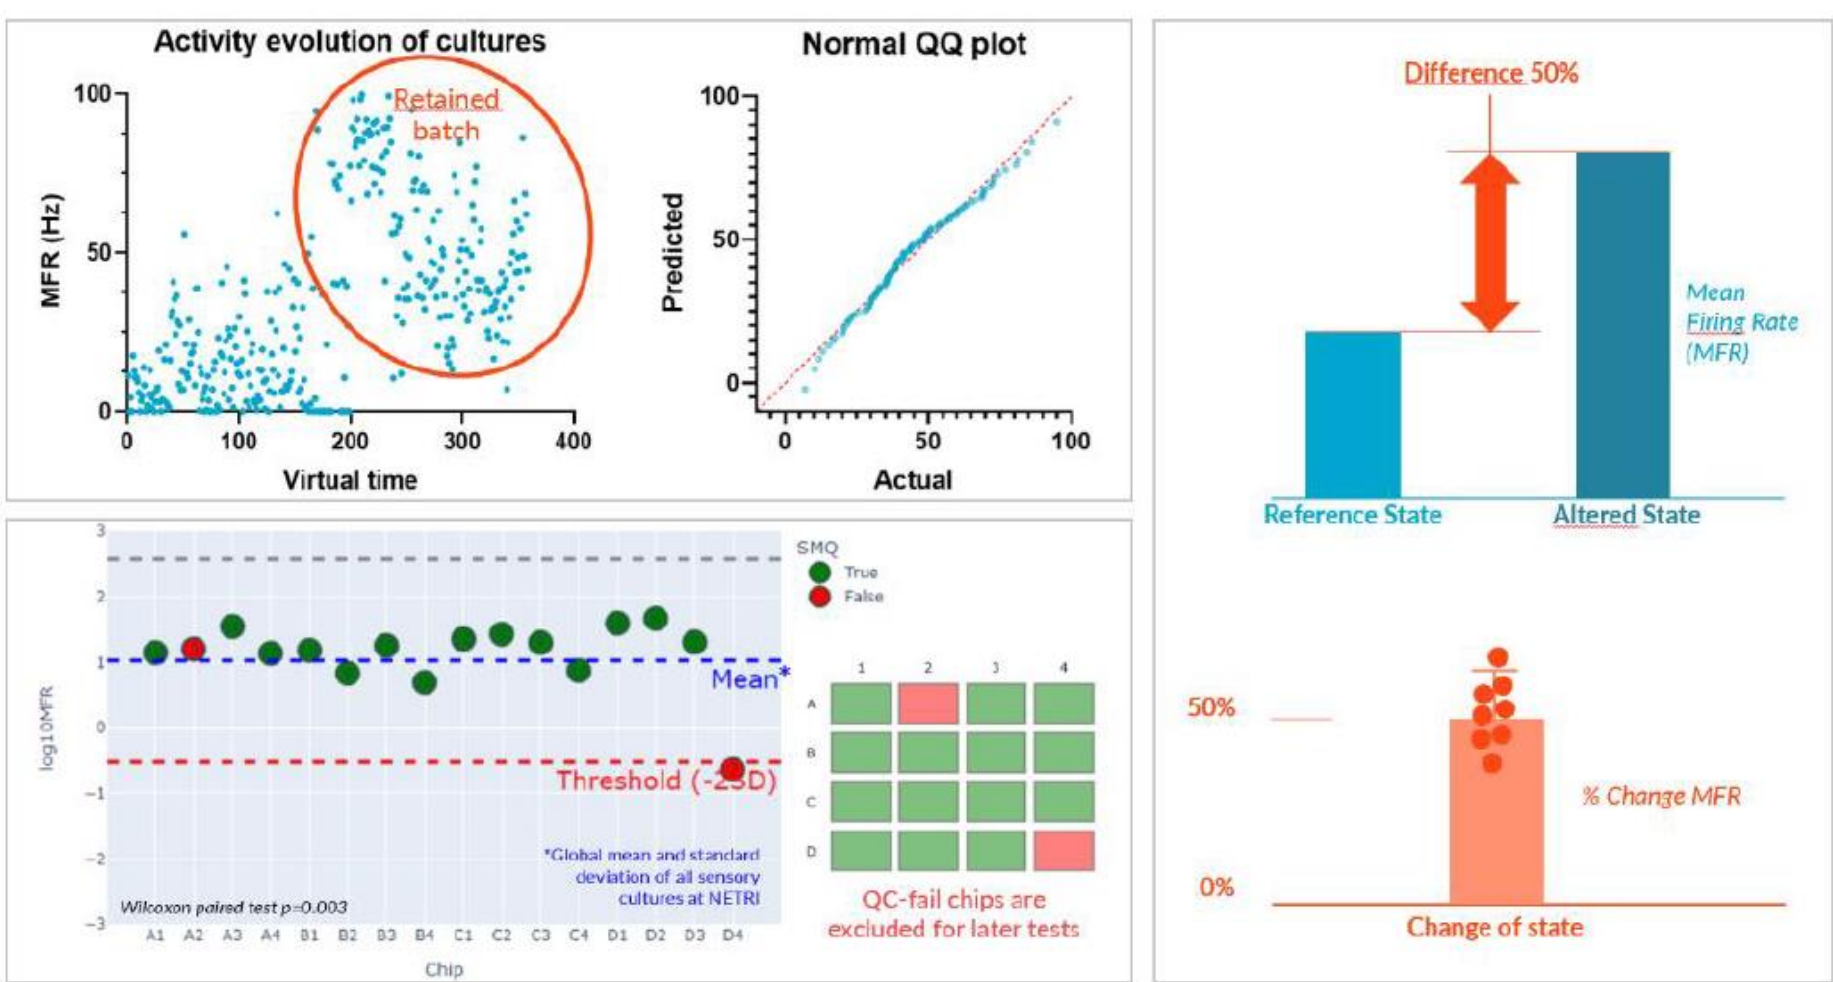 Activity evolution of cultures
Retained
batch
MFR (Hz)
100
50
0
0 100 200 300 400
Virtual time
Normal QQ plot
Predicted
100
50
0
0 50 100
Actual
Difference 50%
Mean
Firing Rate
(MFR)
Reference State
Altered State
3
2
1
0
−1
−2
−3
log10MFR
Mean*
Threshold (-2SD)
*Global mean and standard
deviation of all sensory
cultures at NETRI
Wilcoxon paired test p=0.003
A1 A2 A3 A4 B1 B2 B3 B4 C1 C2 C3 C4 D1 D2 D3 D4
Chip
SMQ
True
False
1 2 3 4
A
B
C
D
QC-fail chips are
excluded for later tests
50%
0%
% Change MFR
Change of state